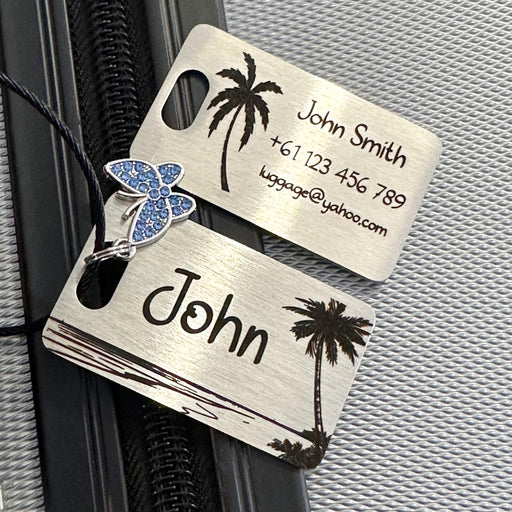 John Smith
+61 123 456 789
luggage@yahoo.com
John